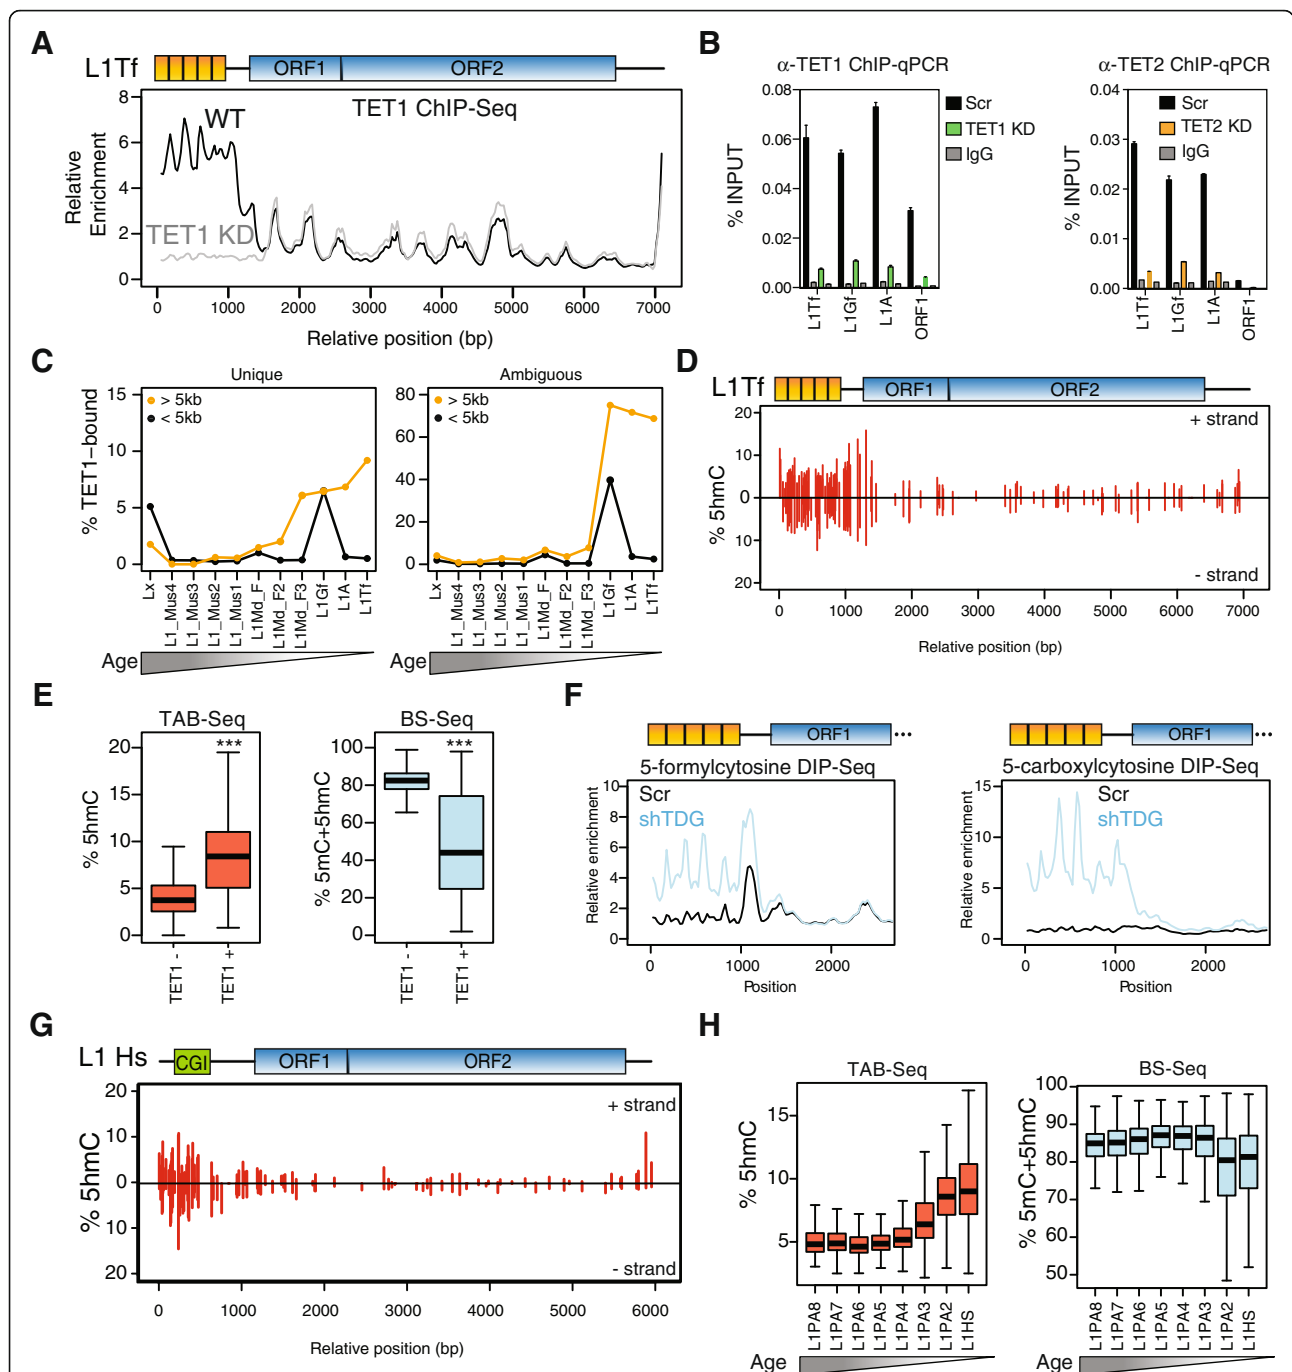 A
L1Tf
ORF1
ORF2
TET1 ChIP-Seq
WT
TET1 KD
Relative
Enrichment
8
6
4
2
0
0 1000 2000 3000 4000 5000 6000 7000
Relative position (bp)
B
α-TET1 ChIP-qPCR
% INPUT
0.08
0.06
0.04
0.02
0.00
Scr
TET1 KD
IgG
L1Tf
L1Gf
L1A
ORF1
α-TET2 ChIP-qPCR
% INPUT
0.04
0.03
0.02
0.01
0.00
Scr
TET2 KD
IgG
L1Tf
L1Gf
L1A
ORF1
C
Unique
> 5kb
< 5kb
% TET1-bound
15
10
5
0
Lx
L1_Mus4
L1_Mus3
L1_Mus2
L1_Mus1
L1Md_F
L1Md_F2
L1Md_F3
L1Gf
L1A
L1Tf
Age
Ambiguous
> 5kb
< 5kb
80
60
40
20
0
Lx
L1_Mus4
L1_Mus3
L1_Mus2
L1_Mus1
L1Md_F
L1Md_F2
L1Md_F3
L1Gf
L1A
L1Tf
Age
D
L1Tf
ORF1
ORF2
+ strand
- strand
% 5hmC
20
10
0
10
20
0 1000 2000 3000 4000 5000 6000 7000
Relative position (bp)
E
TAB-Seq
***
% 5hmC
20
15
10
5
0
TET1 -
TET1 +
BS-Seq
***
% 5mC+5hmC
100
80
60
40
20
0
TET1 -
TET1 +
F
ORF1
...
5-formylcytosine DIP-Seq
Scr
shTDG
Relative enrichment
10
8
6
4
2
0
0 1000 2000
Position
ORF1
...
5-carboxylcytosine DIP-Seq
Scr
shTDG
Relative enrichment
15
10
5
0
0 1000 2000
Position
G
L1 Hs
CGI
ORF1
ORF2
+ strand
- strand
% 5hmC
20
10
0
10
20
0 1000 2000 3000 4000 5000 6000
Relative position (bp)
H
TAB-Seq
% 5hmC
15
10
5
L1PA8
L1PA7
L1PA6
L1PA5
L1PA4
L1PA3
L1PA2
L1HS
Age
BS-Seq
% 5mC+5hmC
100
90
80
70
60
50
L1PA8
L1PA7
L1PA6
L1PA5
L1PA4
L1PA3
L1PA2
L1HS
Age